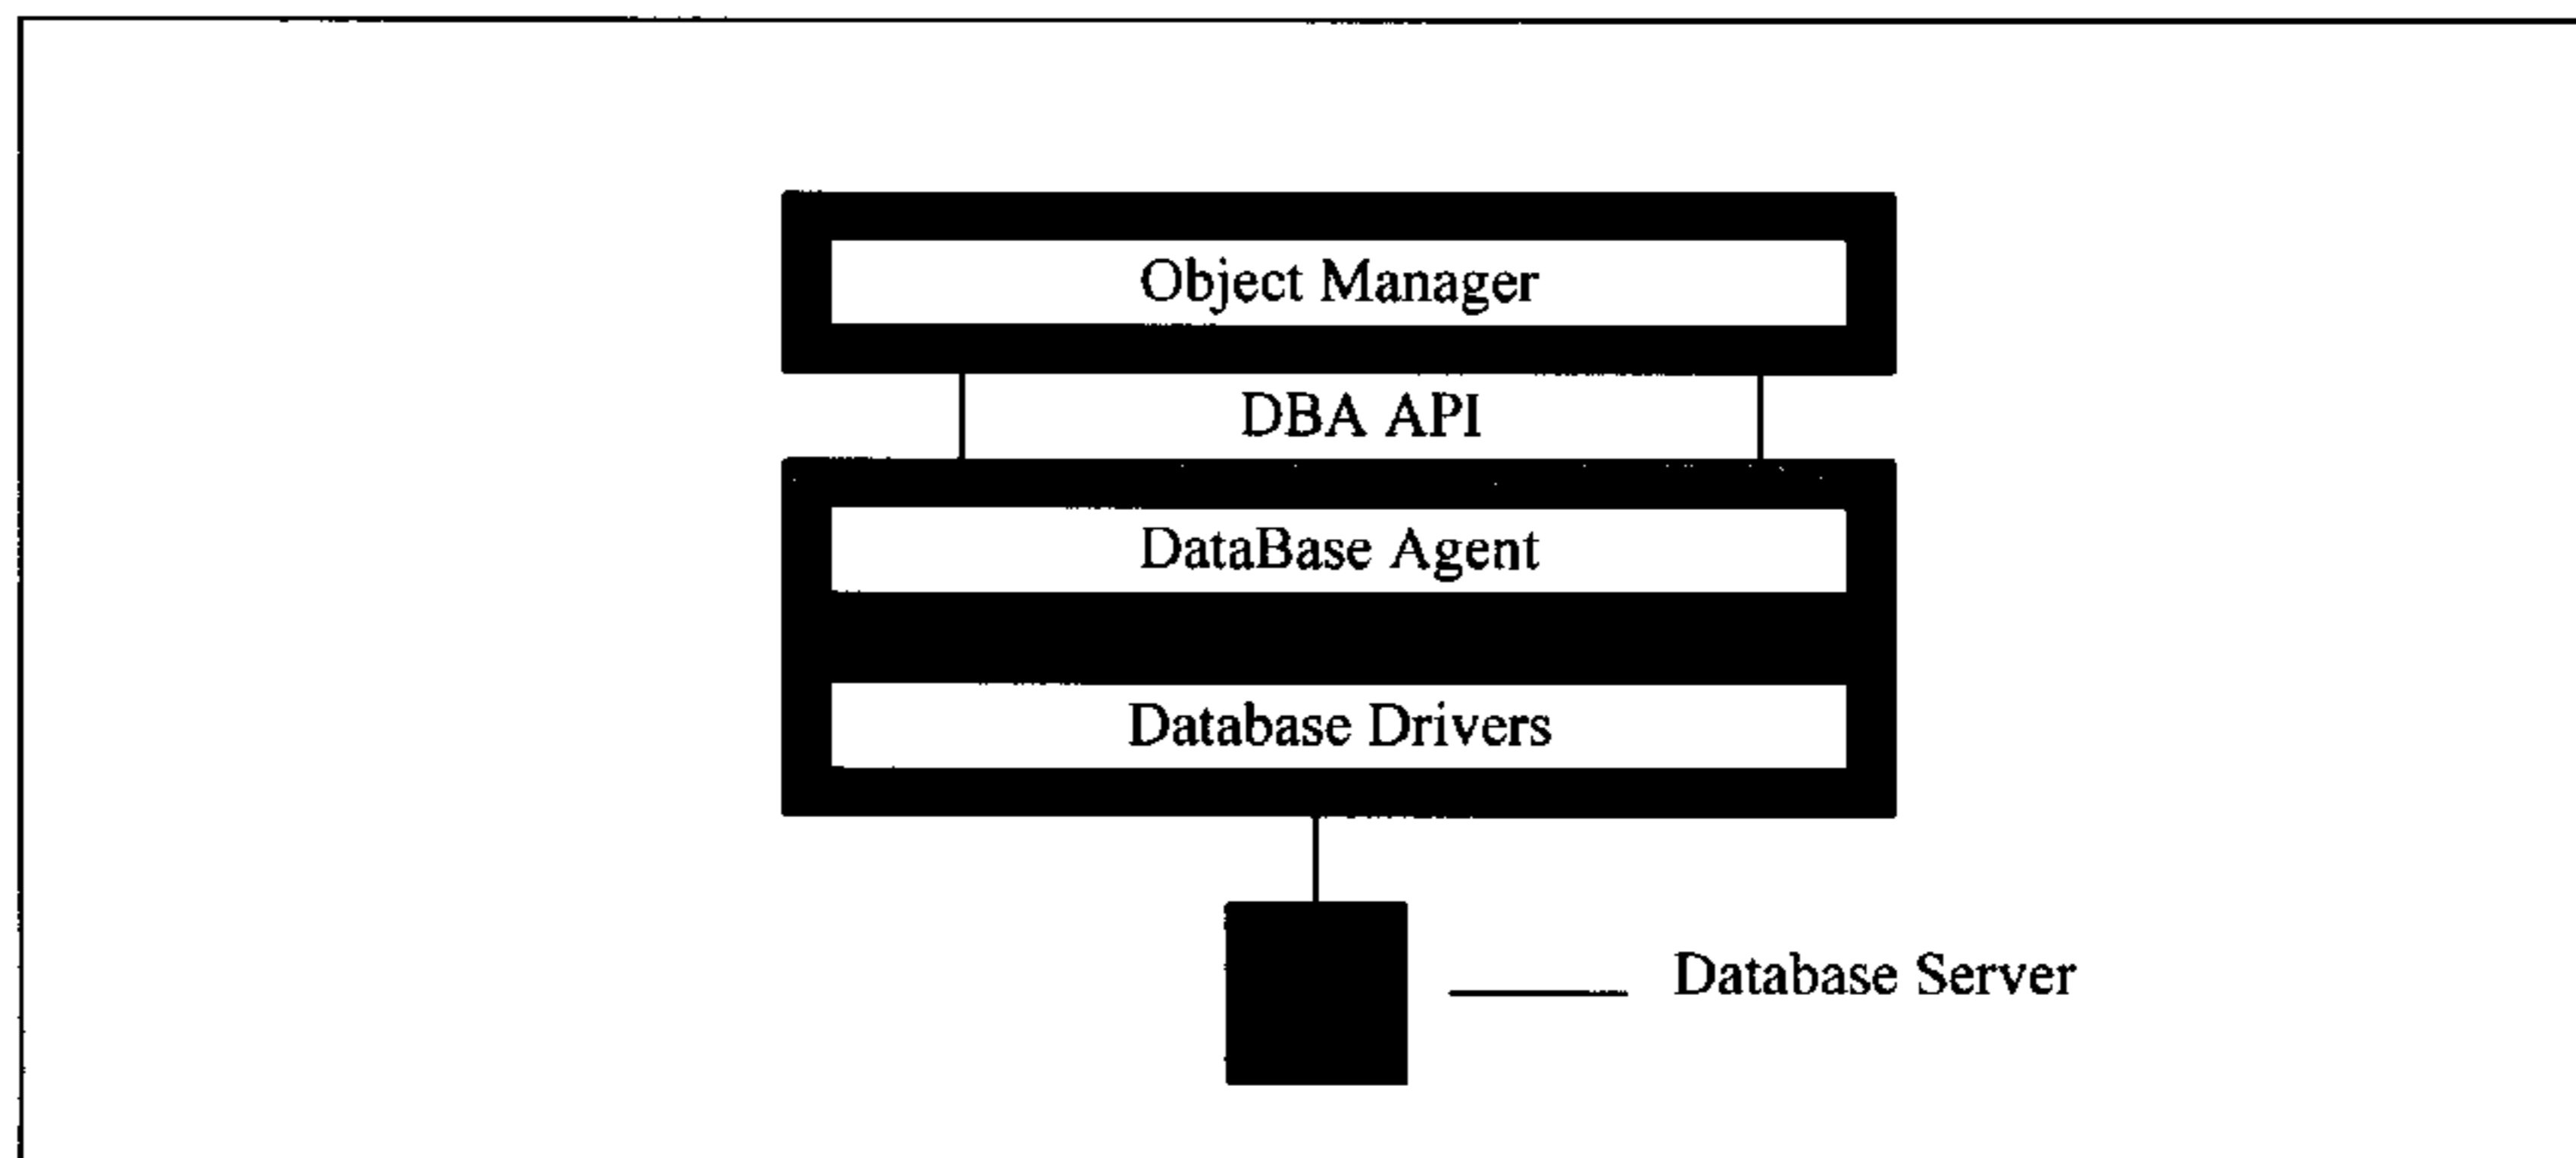 Object Manager
DBA API
DataBase Agent
Database Drivers
Database Server